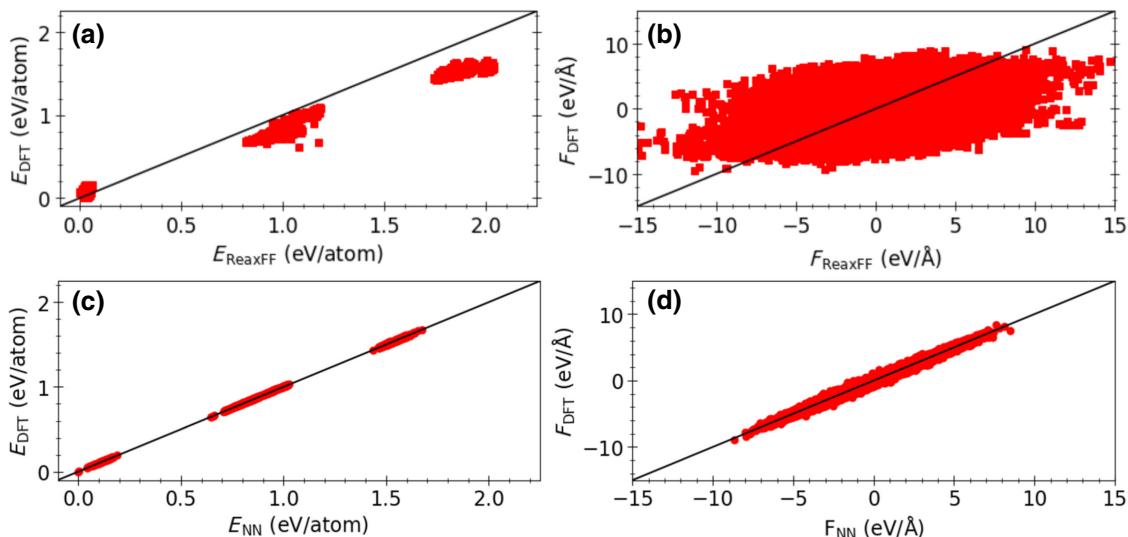 (a)
2
1
0
E_DFT (eV/atom)
0.0 0.5 1.0 1.5 2.0
E_ReaxFF (eV/atom)
(b)
10
0
−10
F_DFT (eV/Å)
−15 −10 −5 0 5 10 15
F_ReaxFF (eV/Å)
(c)
2
1
0
E_DFT (eV/atom)
0.0 0.5 1.0 1.5 2.0
E_NN (eV/atom)
(d)
10
0
−10
F_DFT (eV/Å)
−15 −10 −5 0 5 10 15
F_NN (eV/Å)